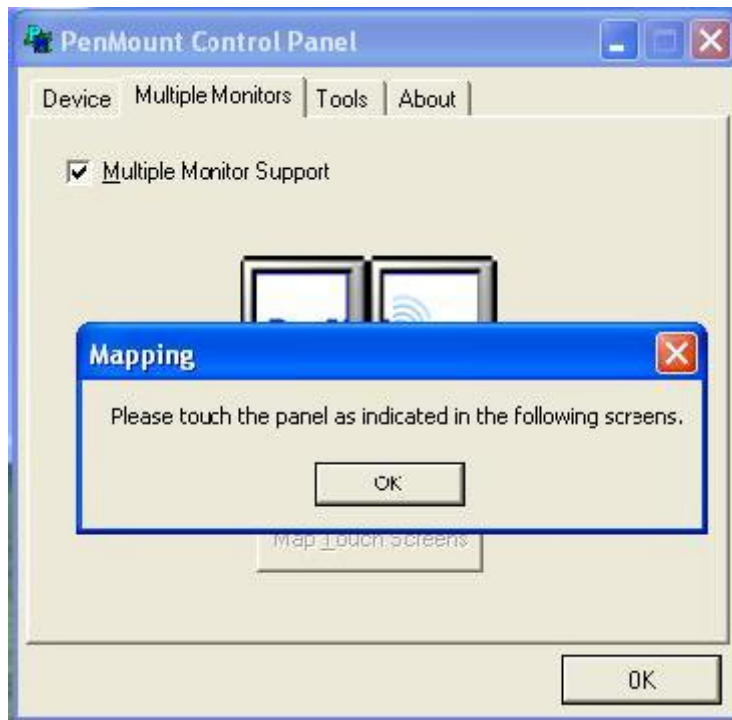 PenMount Control Panel
Device Multiple Monitors Tools About
Multiple Monitor Support
Mapping
Please touch the panel as indicated in the following screens.
OK
Map Touch Screens
OK